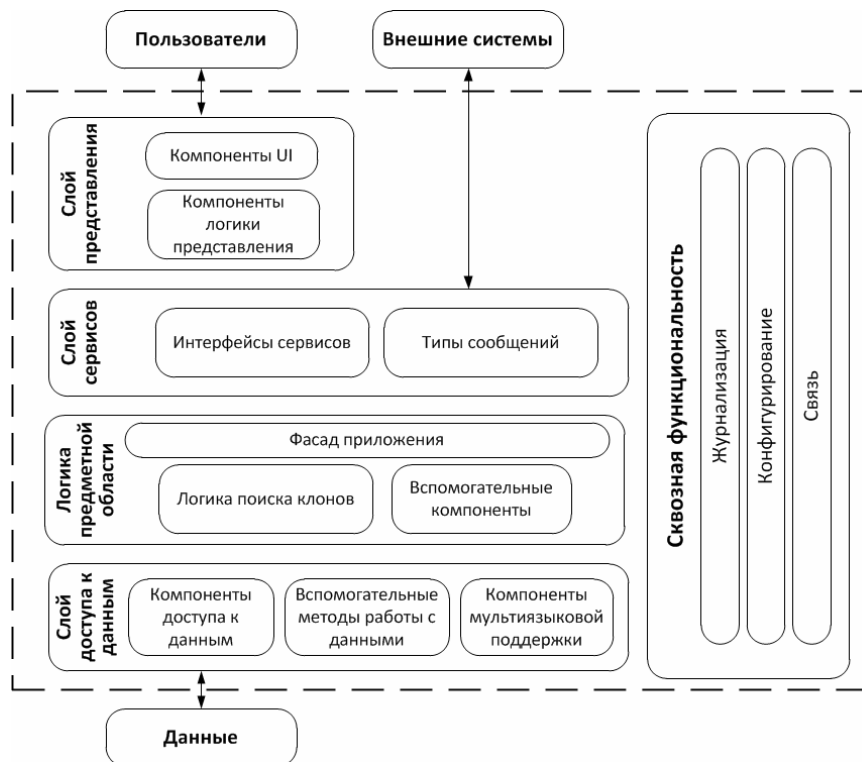 Пользователи
Внешние системы
Слой
представления
Компоненты UI
Компоненты
логики
представления
Слой
сервисов
Интерфейсы сервисов
Типы сообщений
Логика
предметной
области
Фасад приложения
Логика поиска клонов
Вспомогательные
компоненты
Слой
доступа к
данным
Компоненты
доступа к
данным
Вспомогательные
методы работы с
данными
Компоненты
мультиязыковой
поддержки
Сквозная функциональность
Журнализация
Конфигурирование
Связь
Данные